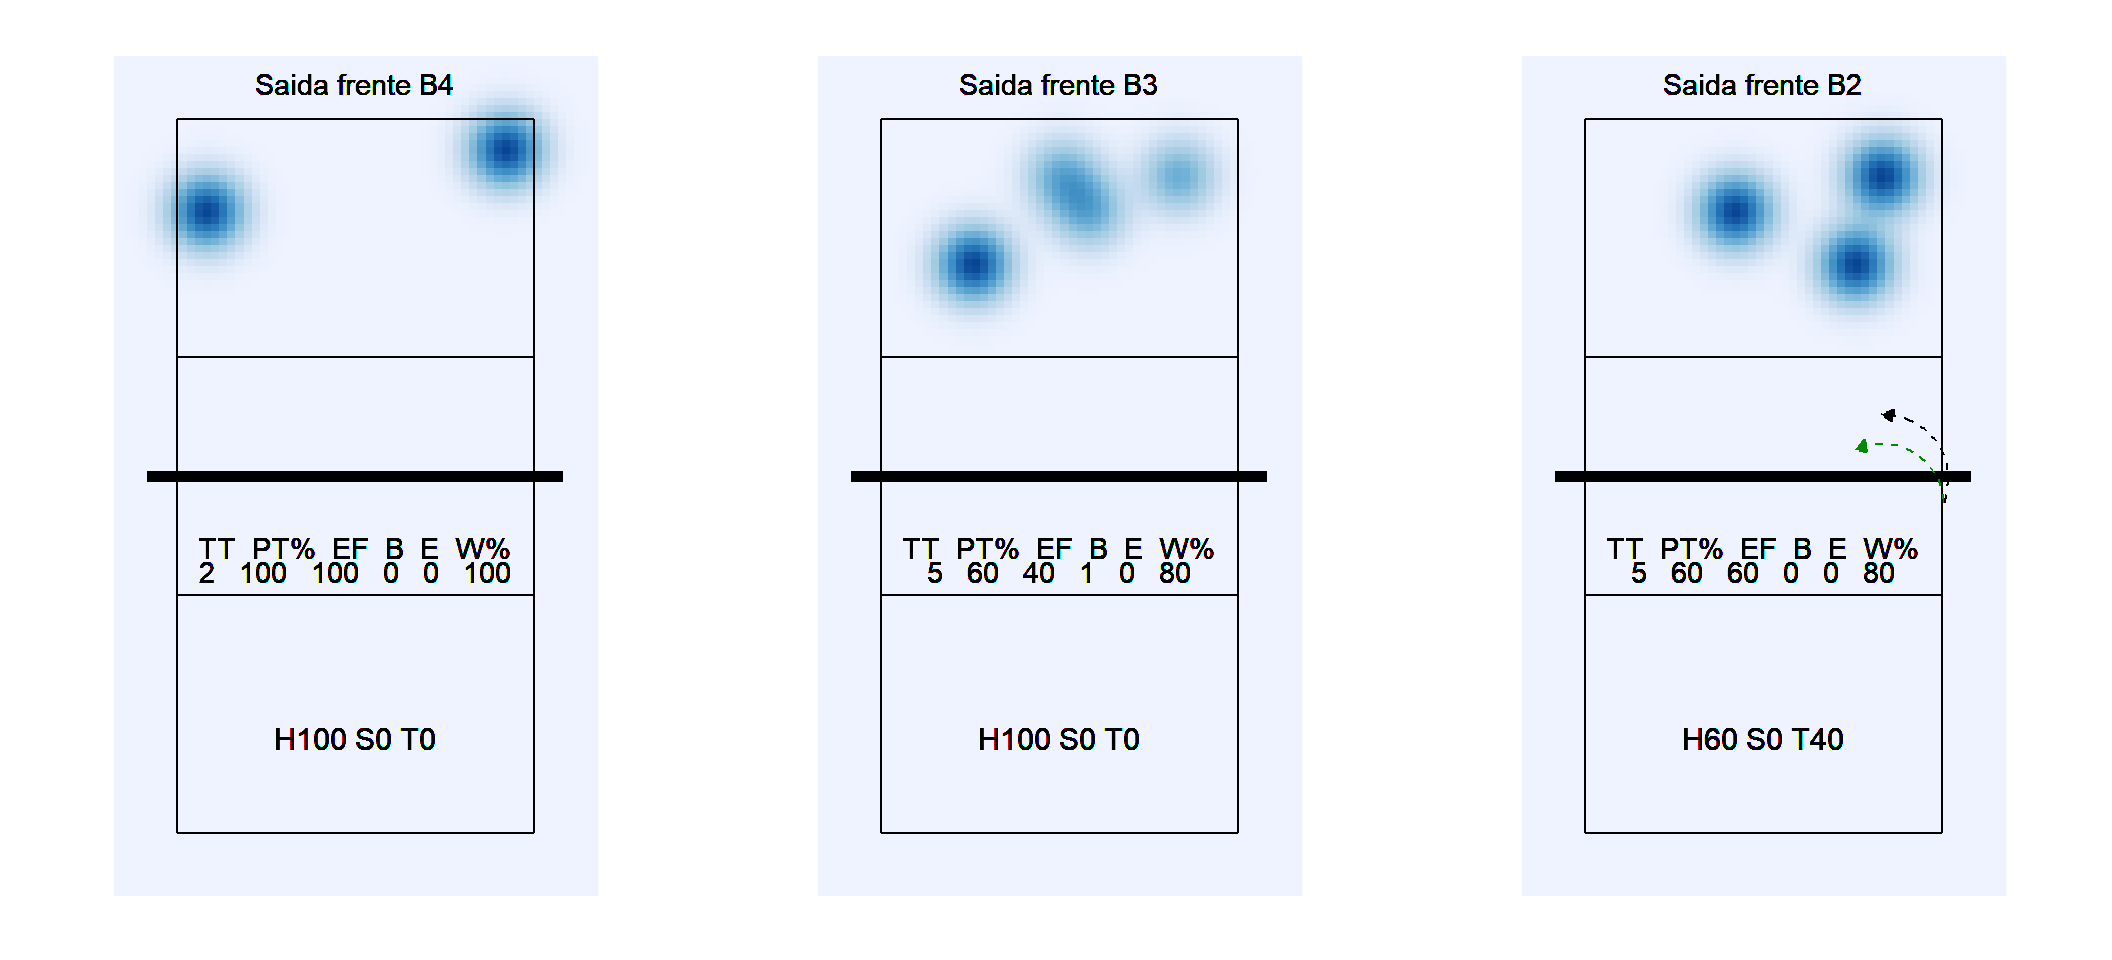 Saida frente B4
TT PT% EF B E W%
2 100 100 0 0 100
H100 S0 T0
Saida frente B3
TT PT% EF B E W%
5 60 40 1 0 80
H100 S0 T0
Saida frente B2
TT PT% EF B E W%
5 60 60 0 0 80
H60 S0 T40